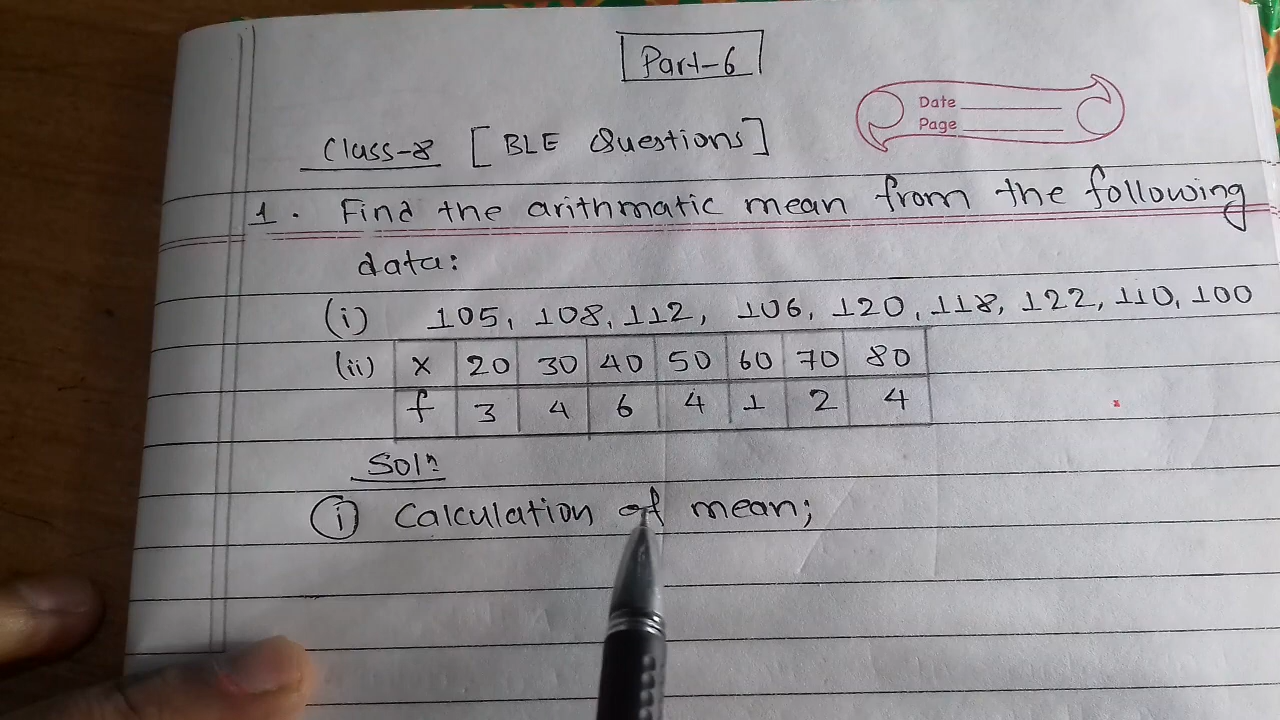 Part-6
Date
Page
Class-8 [BLE Questions]
1. Find the arithmatic mean from the following
data:
(i) 105, 108, 112, 106, 120, 118, 122, 110, 100
(ii) x 20 30 40 50 60 70 80
f 3 4 6 4 1 2 4
Solⁿ
(i) Calculation of mean;